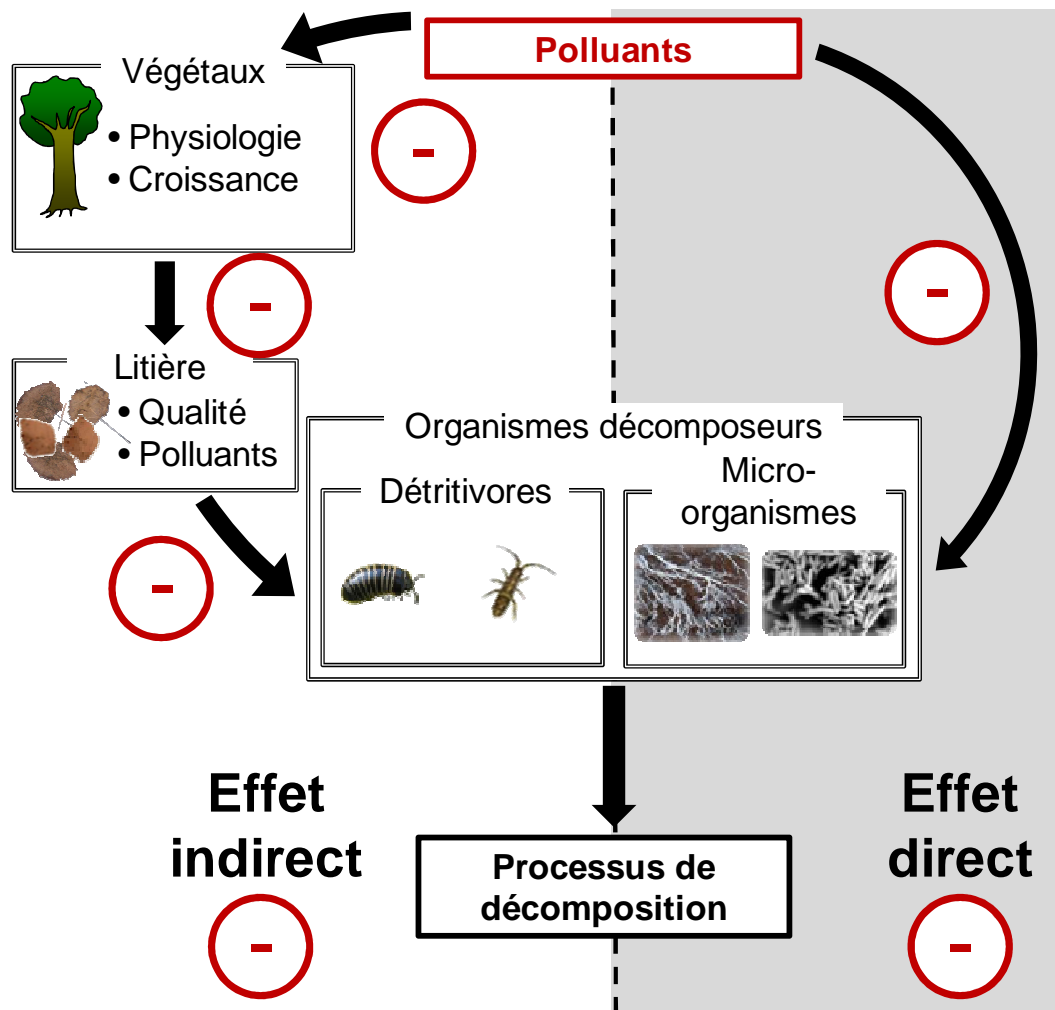 Polluants
Végétaux
• Physiologie
• Croissance
-
-
-
Litière
• Qualité
• Polluants
-
Organismes décomposeurs
Détritivores
Micro-
organismes
Effet
indirect
-
Processus de
décomposition
Effet
direct
-